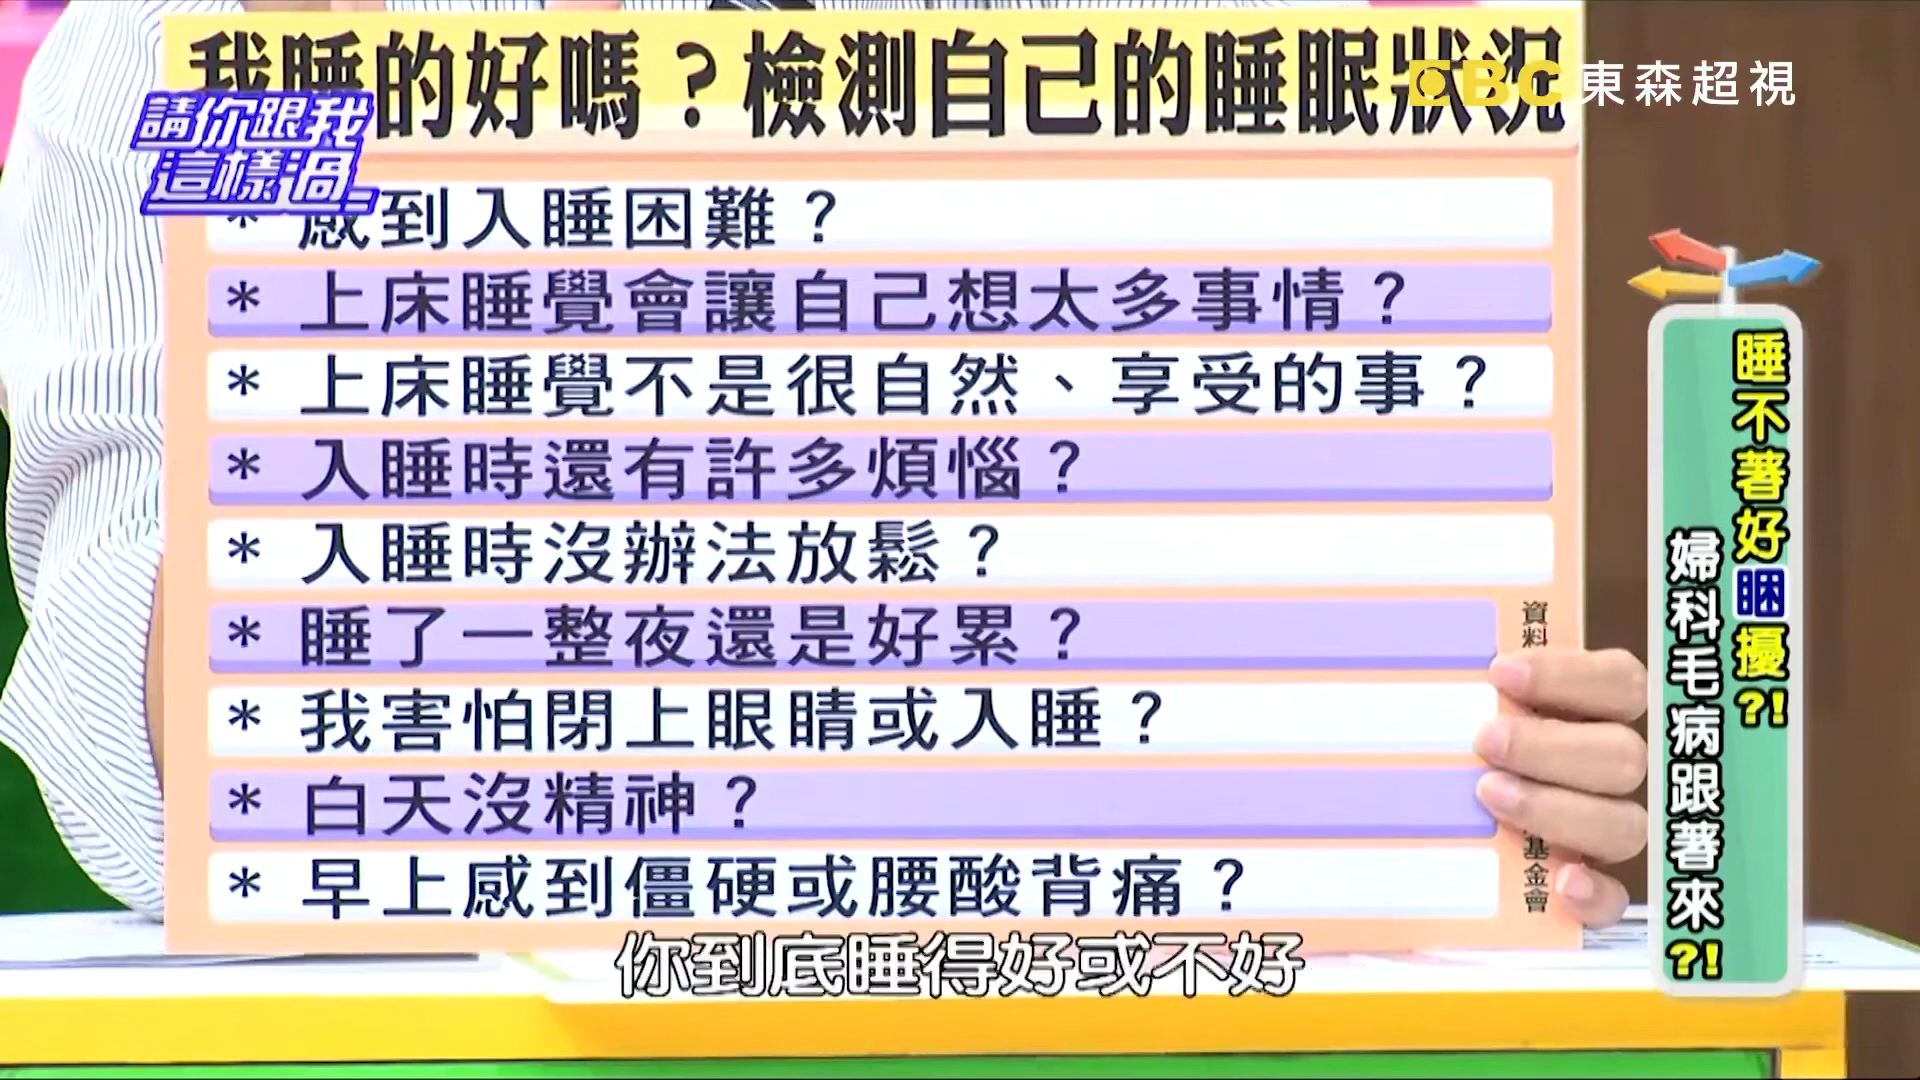 我睡的好嗎？檢測自己的睡眠狀況
EBC 東森超視
請你跟我
這樣過
* 感到入睡困難？
* 上床睡覺會讓自己想太多事情？
* 上床睡覺不是很自然、享受的事？
* 入睡時還有許多煩惱？
* 入睡時沒辦法放鬆？
* 睡了一整夜還是好累？
* 我害怕閉上眼睛或入睡？
* 白天沒精神？
* 早上感到僵硬或腰酸背痛？
資料
基金會
睡不著好睏擾?!
婦科毛病跟著來?!
你到底睡得好或不好